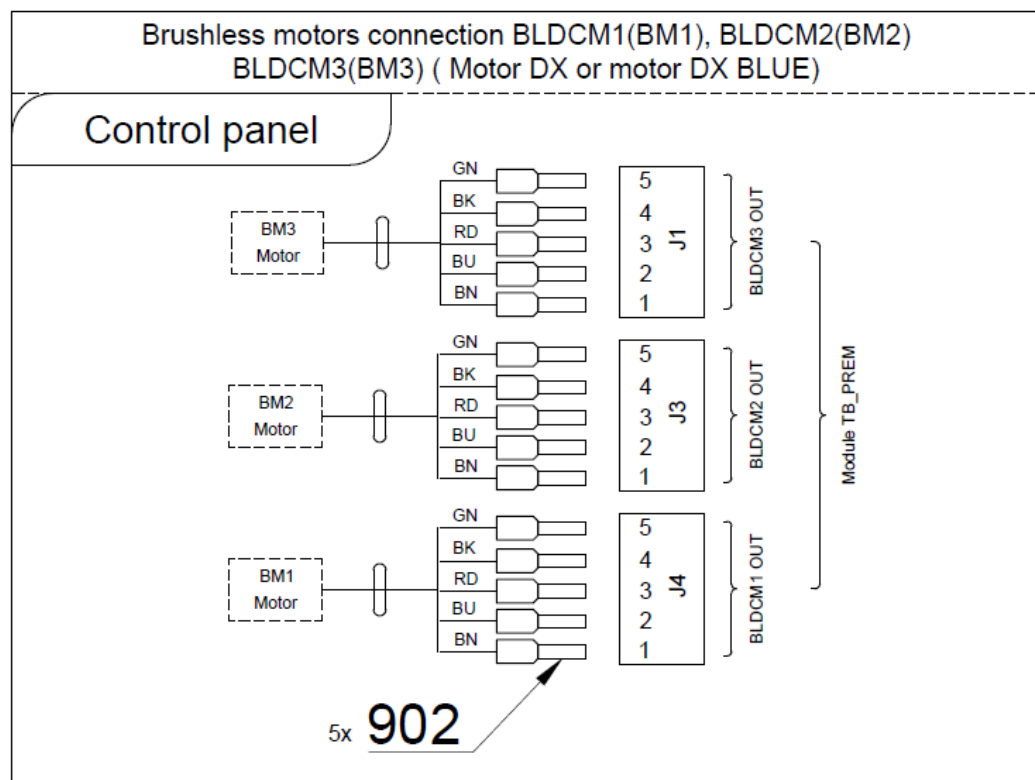 Brushless motors connection BLDCM1(BM1), BLDCM2(BM2)
BLDCM3(BM3) ( Motor DX or motor DX BLUE)
Control panel
BM3
Motor
GN
BK
RD
BU
BN
5
4
3
2
1
J1
BLDCM3 OUT
BM2
Motor
GN
BK
RD
BU
BN
5
4
3
2
1
J3
BLDCM2 OUT
BM1
Motor
GN
BK
RD
BU
BN
5
4
3
2
1
J4
BLDCM1 OUT
Module TB_PREM
5x 902